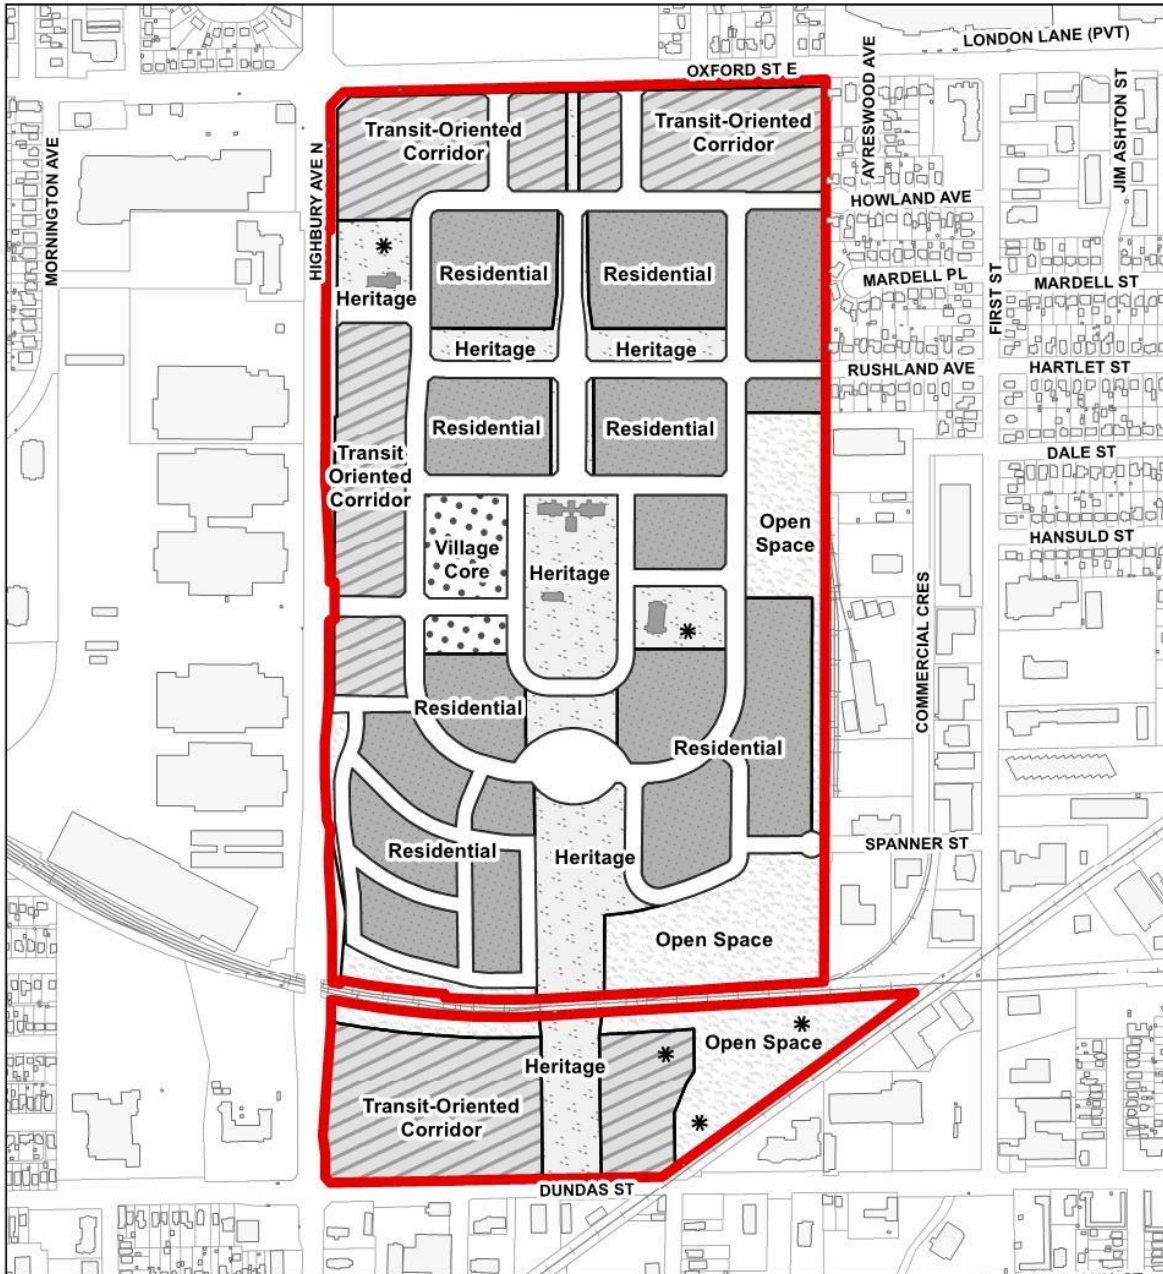 LONDON LANE (PVT)
OXFORD ST E
AYRESWOOD AVE
JIM ASHTON ST
MORNINGTON AVE
HIGHBURY AVE N
Transit-Oriented
Corridor
Transit-Oriented
Corridor
HOWLAND AVE
Residential
Residential
MARDELL PL
FIRST ST
MARDELL ST
Heritage
Heritage
Heritage
RUSHLAND AVE
HARTLET ST
Residential
Residential
Transit
Oriented
Corridor
DALE ST
Open
Space
HANSULD ST
Village
Core
Heritage
COMMERCIAL CRES
Residential
Residential
Residential
Heritage
SPANNER ST
Open Space
Open Space
Heritage
Transit-Oriented
Corridor
DUNDAS ST